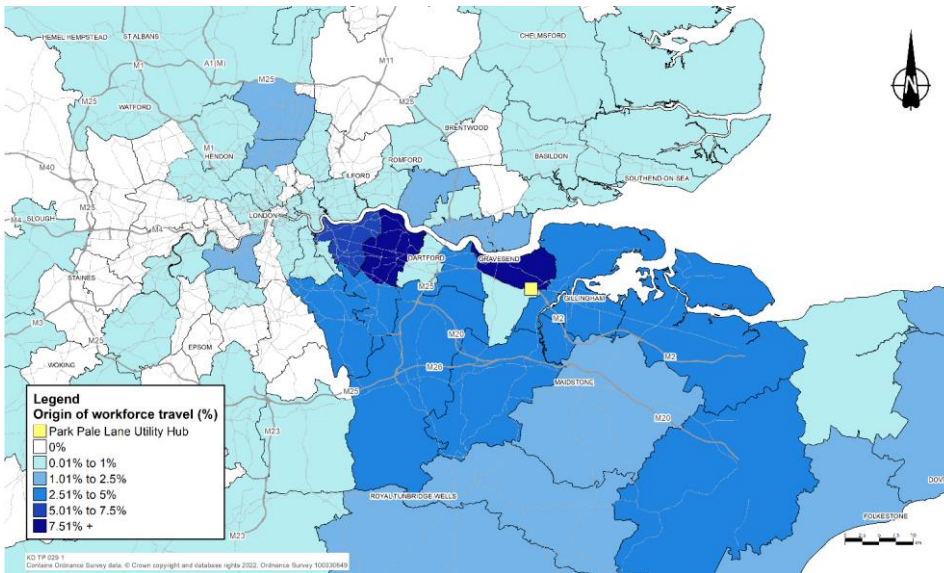 HEMEL HEMPSTEAD
ST ALBANS
CHELMSFORD
A1(M)
M1
M11
M25
M25
M25
WATFORD
BRENTWOOD
M1
HENDON
ROMFORD
BASILDON
M40
ILFORD
M25
SOUTHEND-ON-SEA
SLOUGH
LONDON
M4
M4
DARTFORD
GRAVESEND
STAINES
M25
GILLINGHAM
M3
M20
M2
EPSOM
M2
WOKING
M25
M25
M20
MAIDSTONE
M20
Legend
Origin of workforce travel (%)
Park Pale Lane Utility Hub
0%
0.01% to 1%
1.01% to 2.5%
2.51% to 5%
5.01% to 7.5%
7.51% +
M23
M23
ROYAL TUNBRIDGE WELLS
FOLKESTONE
KO TP 029 1
Contains Ordnance Survey data. © Crown copyright and database rights 2022. Ordnance Survey 100030649